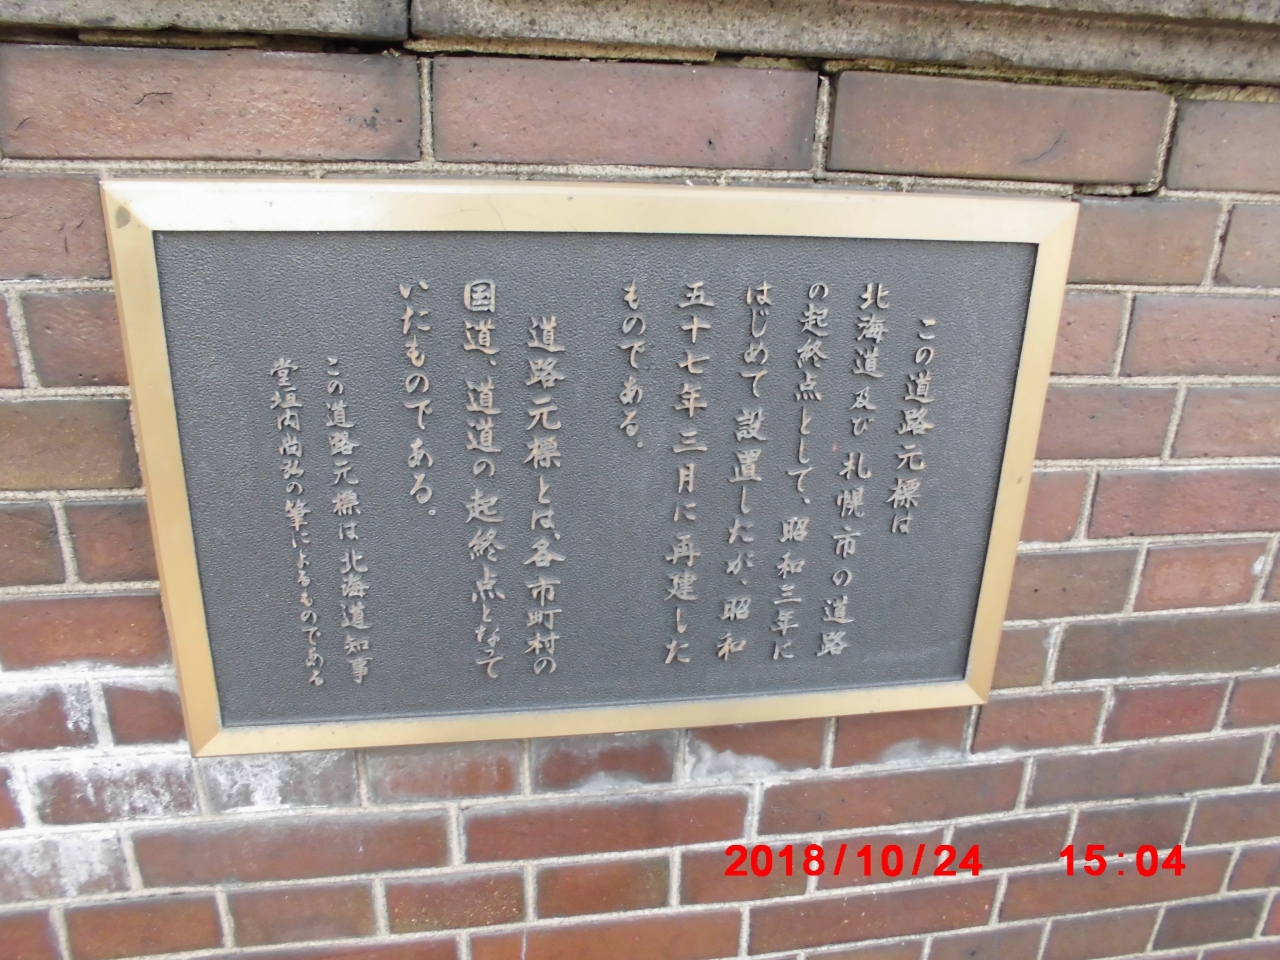 この道路元標は
北海道及び札幌市の道路
の起終点として、昭和三年に
はじめて設置したが、昭和
五十七年三月に再建した
ものである。
道路元標とは、各市町村の
国道、道道の起終点となって
いたものである。
この道路元標は北海道知事
堂垣内尚弘の筆によるものである
2018/10/24 15:04